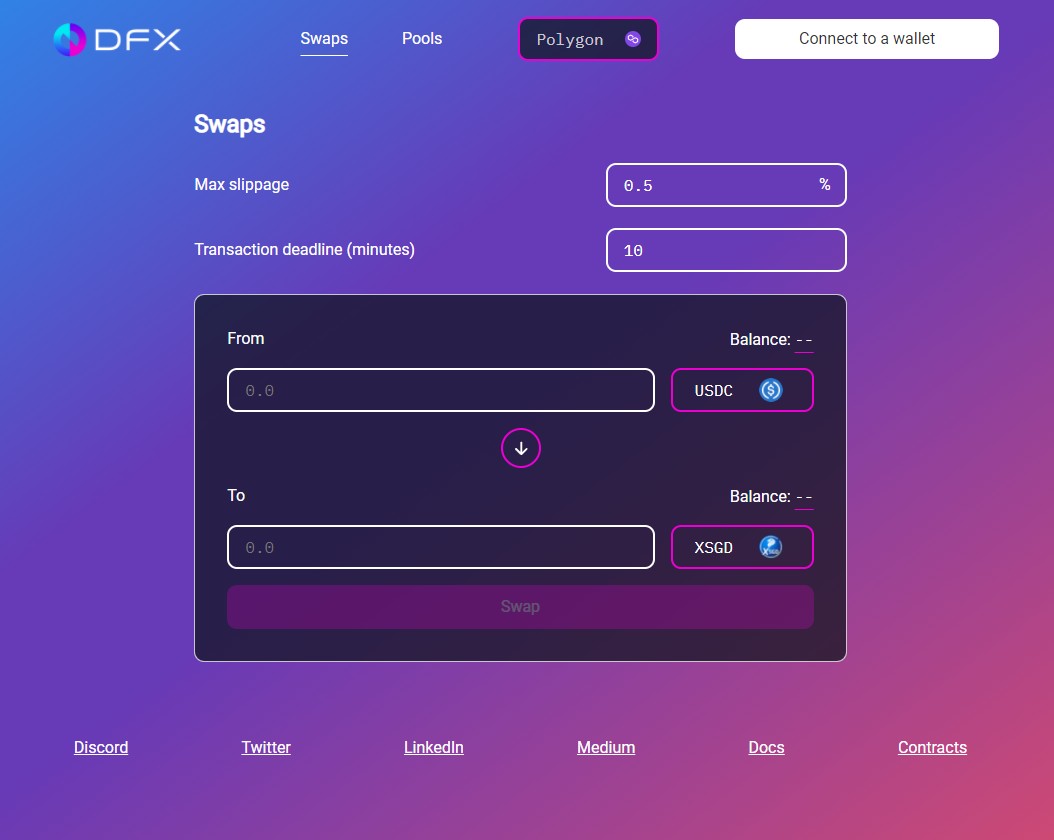 DFX Swaps Pools Polygon Connect to a wallet
Swaps
Max slippage 0.5 %
Transaction deadline (minutes) 10
From Balance: --
0.0 USDC
To Balance: --
0.0 XSGD
Swap
Discord Twitter LinkedIn Medium Docs Contracts